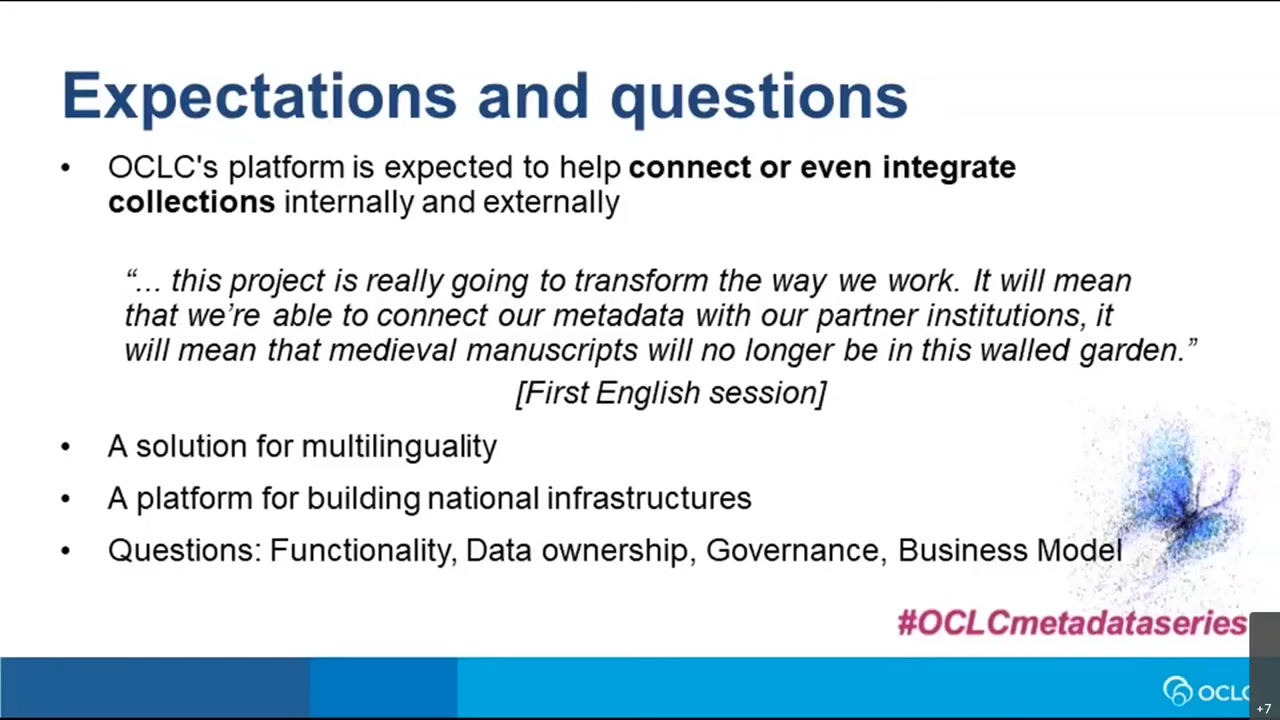 Expectations and questions
• OCLC's platform is expected to help connect or even integrate
collections internally and externally
“... this project is really going to transform the way we work. It will mean
that we’re able to connect our metadata with our partner institutions, it
will mean that medieval manuscripts will no longer be in this walled garden.”
[First English session]
• A solution for multilinguality
• A platform for building national infrastructures
• Questions: Functionality, Data ownership, Governance, Business Model
#OCLCmetadataseries
OCLC
+7